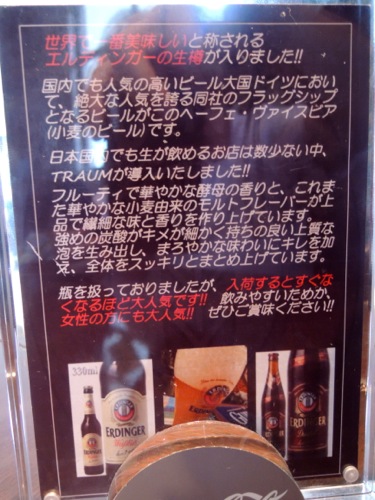 世界で一番美味しいと称される
エルディンガーの生樽が入りました!!
国内でも人気の高いビール大国ドイツにおい
て、絶大な人気を誇る同社のフラッグシップ
となるビールがこのヘーフェ・ヴァイスビア
(小麦のビール)です。
日本国内でも生が飲めるお店は数少ない中、
TRAUMが導入いたしました!!
フルーティで華やかな酵母の香りと、これま
た華やかな小麦由来のモルトフレーバーが上
品で繊細な味と香りを作り上げています。
強めの炭酸がキメが細かく持ちの良い上質な
泡を生み出し、まろやかな味わいにキレを加
え、全体をスッキリとまとめ上げています。
瓶を扱っておりましたが、入荷するとすぐな
くなるほど大人気です!! 飲みやすいためか、
女性の方にも大人気!! ぜひご賞味ください!!
330ml
ERDINGER
ERDINGER